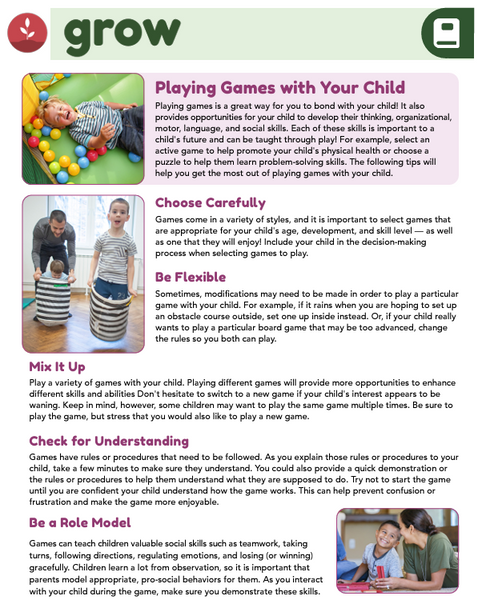 grow
Playing Games with Your Child
Playing games is a great way for you to bond with your child! It also
provides opportunities for your child to develop their thinking, organizational,
motor, language, and social skills. Each of these skills is important to a
child's future and can be taught through play! For example, select an
active game to help promote your child's physical health or choose a
puzzle to help them learn problem-solving skills. The following tips will
help you get the most out of playing games with your child.
Choose Carefully
Games come in a variety of styles, and it is important to select games that
are appropriate for your child's age, development, and skill level — as well
as one that they will enjoy! Include your child in the decision-making
process when selecting games to play.
Be Flexible
Sometimes, modifications may need to be made in order to play a particular
game with your child. For example, if it rains when you are hoping to set up
an obstacle course outside, set one up inside instead. Or, if your child really
wants to play a particular board game that may be too advanced, change
the rules so you both can play.
Mix It Up
Play a variety of games with your child. Playing different games will provide more opportunities to enhance
different skills and abilities Don't hesitate to switch to a new game if your child's interest appears to be
waning. Keep in mind, however, some children may want to play the same game multiple times. Be sure to
play the game, but stress that you would also like to play a new game.
Check for Understanding
Games have rules or procedures that need to be followed. As you explain those rules or procedures to your
child, take a few minutes to make sure they understand. You could also provide a quick demonstration or
the rules or procedures to help them understand what they are supposed to do. Try not to start the game
until you are confident your child understand how the game works. This can help prevent confusion or
frustration and make the game more enjoyable.
Be a Role Model
Games can teach children valuable social skills such as teamwork, taking
turns, following directions, regulating emotions, and losing (or winning)
gracefully. Children learn a lot from observation, so it is important that
parents model appropriate, pro-social behaviors for them. As you interact
with your child during the game, make sure you demonstrate these skills.